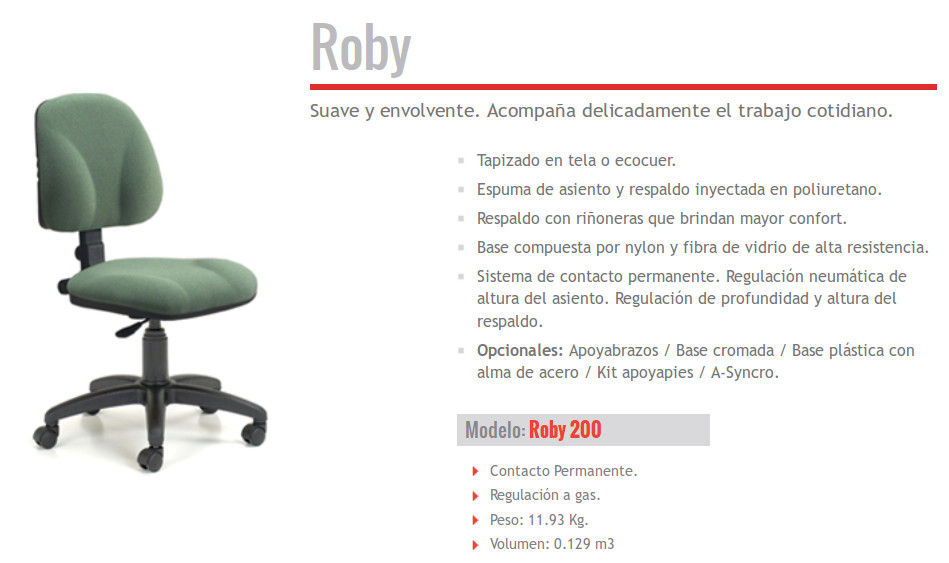 Roby
Suave y envolvente. Acompaña delicadamente el trabajo cotidiano.
Tapizado en tela o ecocuer.
Espuma de asiento y respaldo inyectada en poliuretano.
Respaldo con riñoneras que brindan mayor confort.
Base compuesta por nylon y fibra de vidrio de alta resistencia.
Sistema de contacto permanente. Regulación neumática de
altura del asiento. Regulación de profundidad y altura del
respaldo.
Opcionales: Apoyabrazos / Base cromada / Base plástica con
alma de acero / Kit apoyapies / A-Syncro.
Modelo: Roby 200
Contacto Permanente.
Regulación a gas.
Peso: 11.93 Kg.
Volumen: 0.129 m3